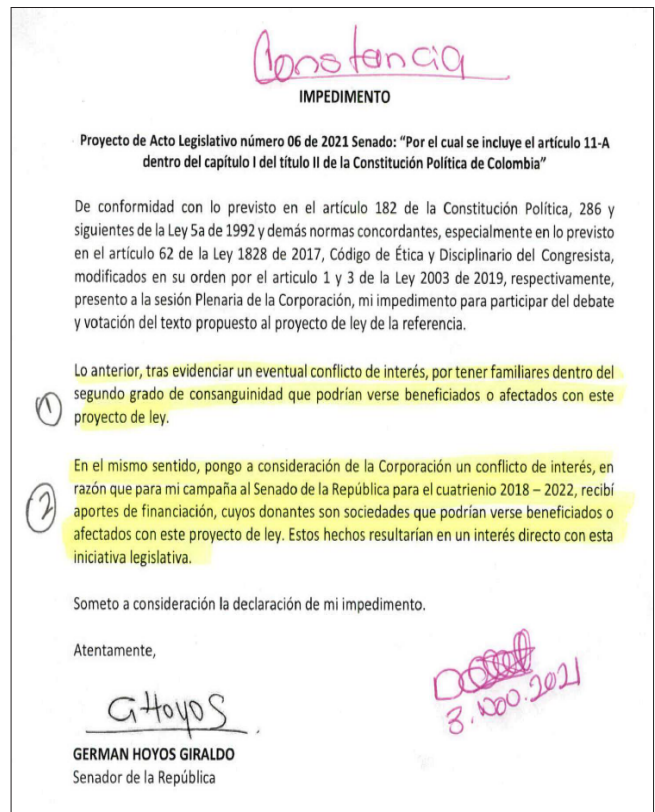 Constancia
IMPEDIMENTO
Proyecto de Acto Legislativo número 06 de 2021 Senado: “Por el cual se incluye el artículo 11-A
dentro del capítulo I del título II de la Constitución Política de Colombia”
De conformidad con lo previsto en el artículo 182 de la Constitución Política, 286 y
siguientes de la Ley 5a de 1992 y demás normas concordantes, especialmente en lo previsto
en el artículo 62 de la Ley 1828 de 2017, Código de Ética y Disciplinario del Congresista,
modificados en su orden por el articulo 1 y 3 de la Ley 2003 de 2019, respectivamente,
presento a la sesión Plenaria de la Corporación, mi impedimento para participar del debate
y votación del texto propuesto al proyecto de ley de la referencia.
Lo anterior, tras evidenciar un eventual conflicto de interés, por tener familiares dentro del
segundo grado de consanguinidad que podrían verse beneficiados o afectados con este
1
proyecto de ley.
En el mismo sentido, pongo a consideración de la Corporación un conflicto de interés, en
razón que para mi campaña al Senado de la República para el cuatrienio 2018 – 2022, recibí
2
aportes de financiación, cuyos donantes son sociedades que podrían verse beneficiados o
afectados con este proyecto de ley. Estos hechos resultarían en un interés directo con esta
iniciativa legislativa.
Someto a consideración la declaración de mi impedimento.
Atentamente,
GHoyos
3. nov. 2021
GERMAN HOYOS GIRALDO
Senador de la República